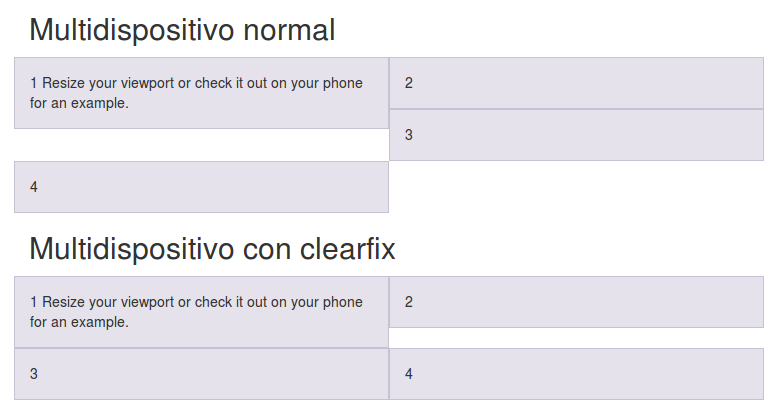 Multidispositivo normal
1 Resize your viewport or check it out on your phone
for an example.
2
3
4
Multidispositivo con clearfix
1 Resize your viewport or check it out on your phone
for an example.
2
3
4